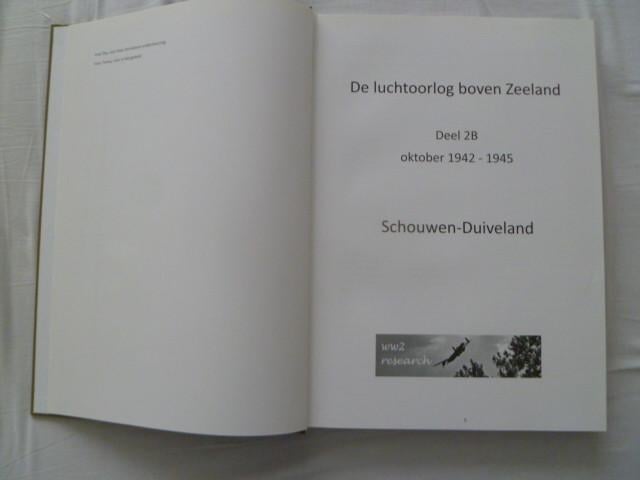 De luchtoorlog boven Zeeland
Deel 2B
oktober 1942 - 1945
Schouwen-Duiveland
ww2
research